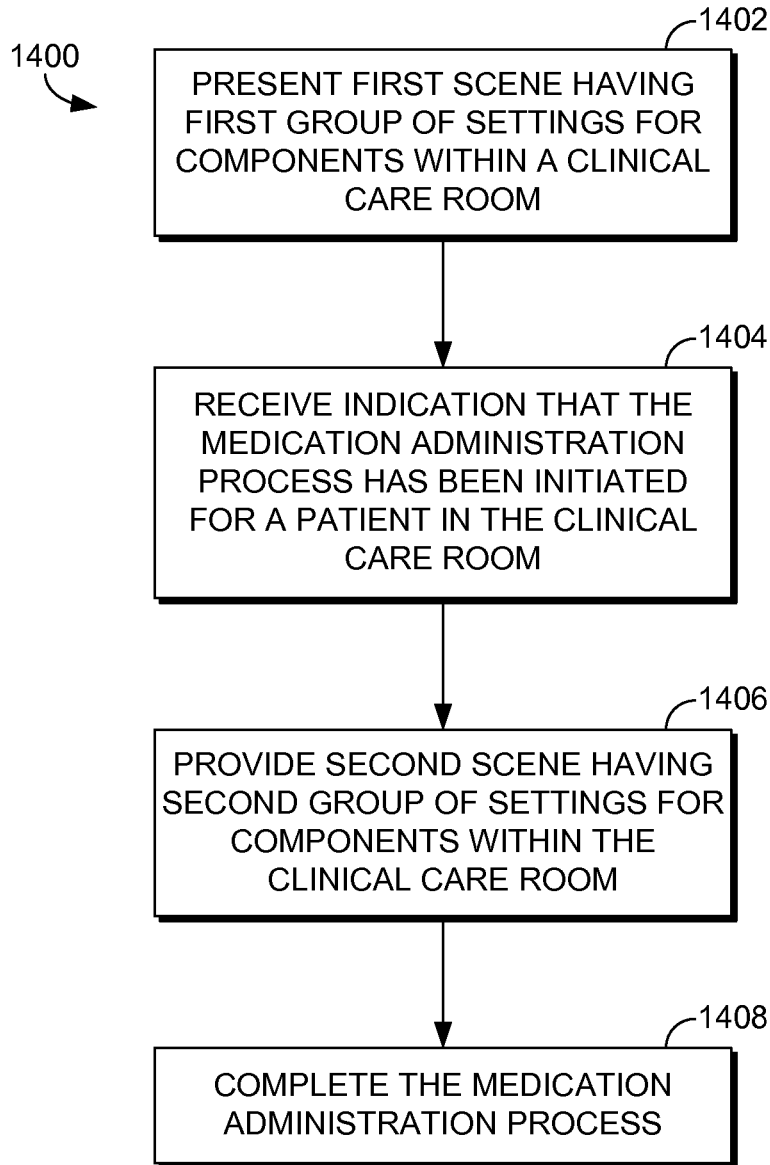 1400
1402
PRESENT FIRST SCENE HAVING
FIRST GROUP OF SETTINGS FOR
COMPONENTS WITHIN A CLINICAL
CARE ROOM
1404
RECEIVE INDICATION THAT THE
MEDICATION ADMINISTRATION
PROCESS HAS BEEN INITIATED
FOR A PATIENT IN THE CLINICAL
CARE ROOM
1406
PROVIDE SECOND SCENE HAVING
SECOND GROUP OF SETTINGS FOR
COMPONENTS WITHIN THE
CLINICAL CARE ROOM
1408
COMPLETE THE MEDICATION
ADMINISTRATION PROCESS